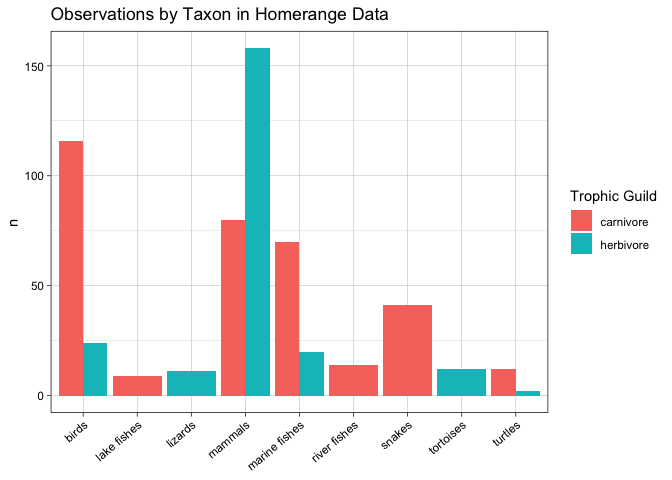 Observations by Taxon in Homerange Data
150
100
50
0
n
birds
lake fishes
lizards
mammals
marine fishes
river fishes
snakes
tortoises
turtles
Trophic Guild
carnivore
herbivore